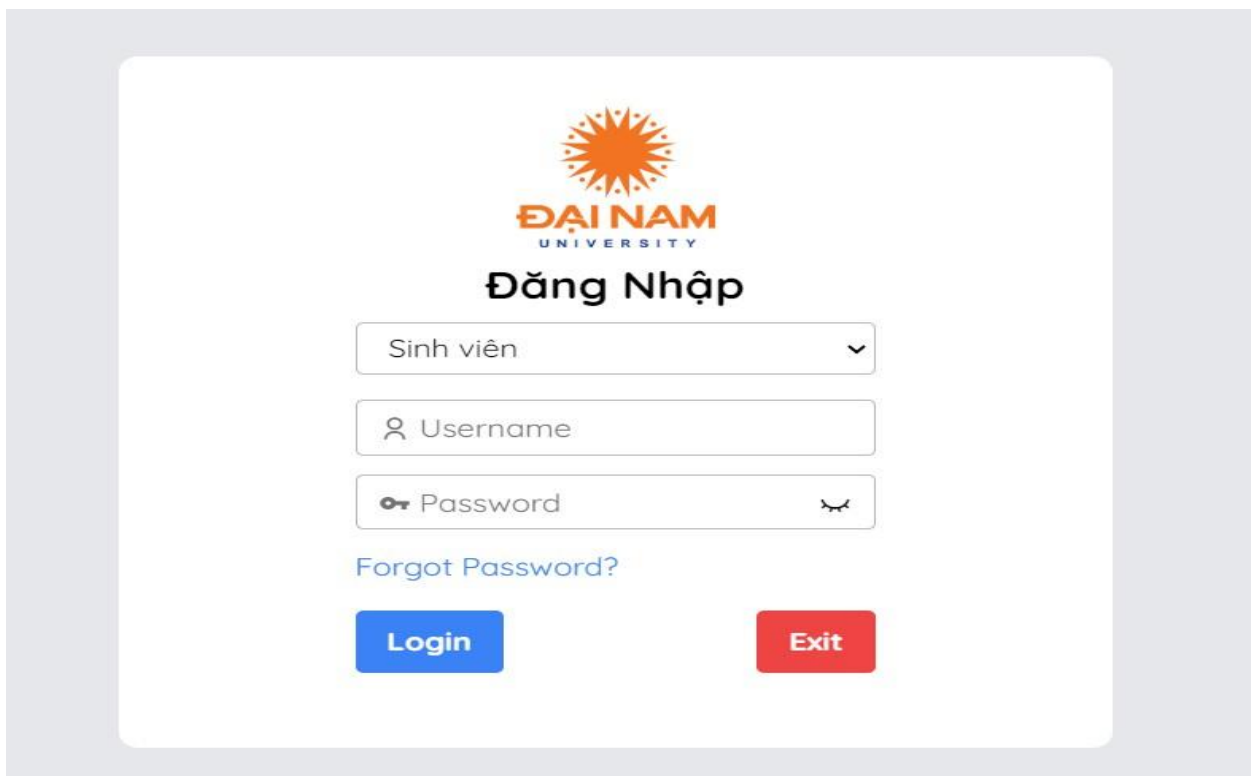 ĐẠI NAM
UNIVERSITY
Đăng Nhập
Sinh viên
Username
Password
Forgot Password?
Login
Exit